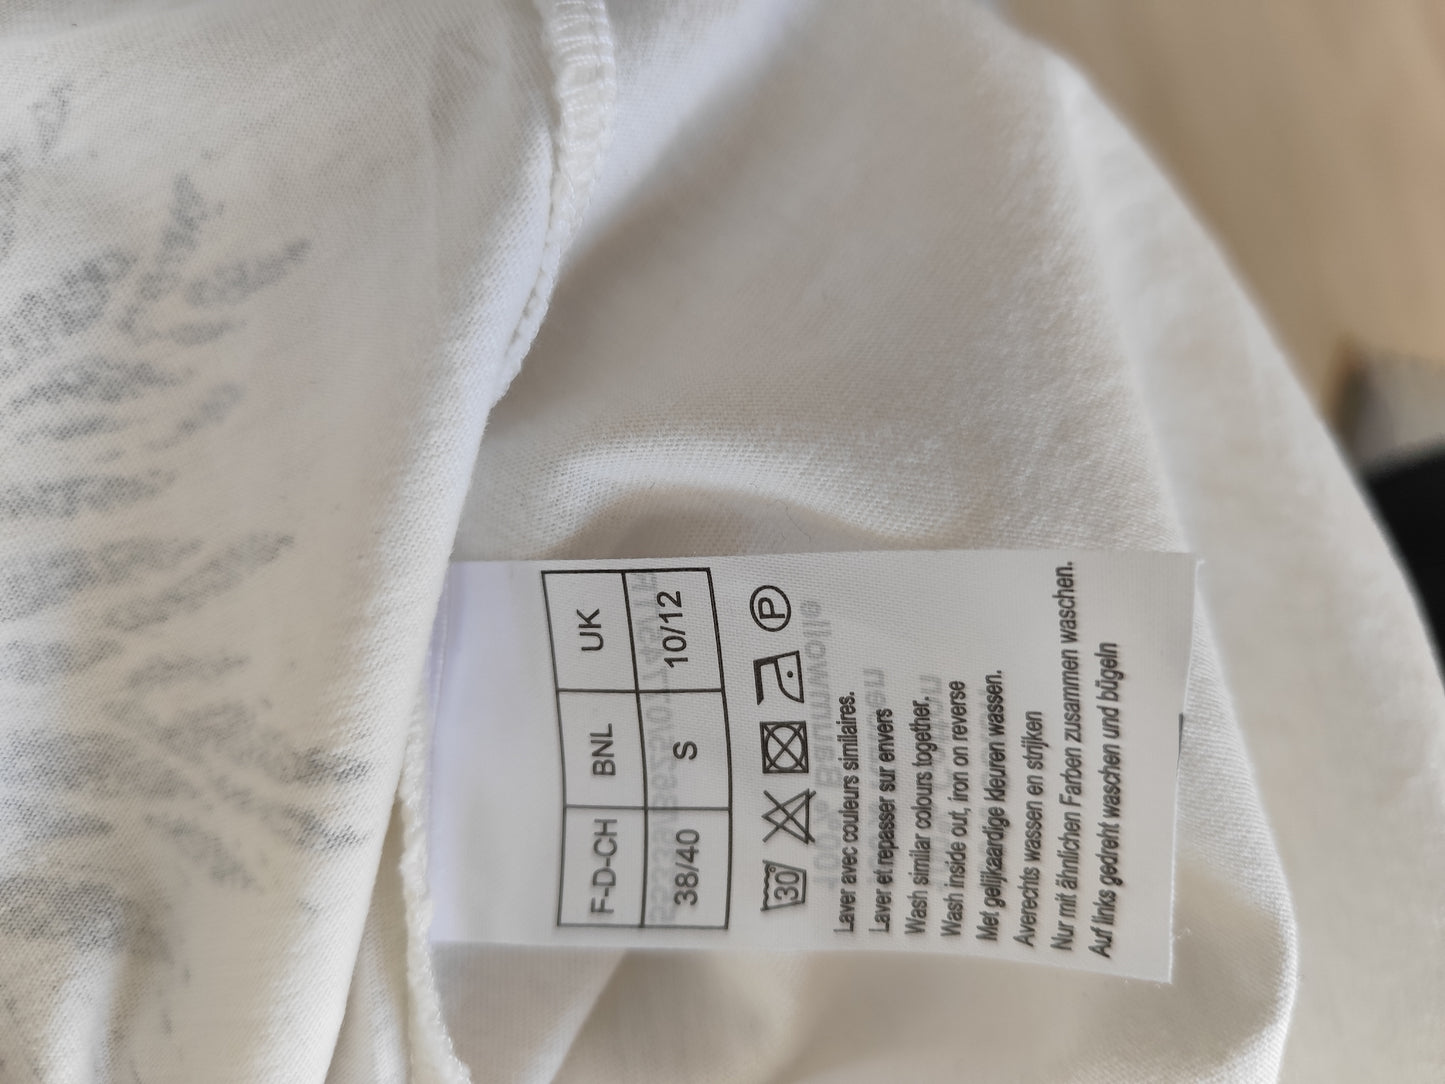 F-D-CH BNL UK
38/40 S 10/12
30 P
Laver avec couleurs similaires.
Laver et repasser sur envers
Wash similar colours together.
Wash inside out, iron on reverse
Met gelijkaardige kleuren wassen.
Averechts wassen en strijken
Nur mit ähnlichen Farben zusammen waschen.
Auf links gedreht waschen und bügeln